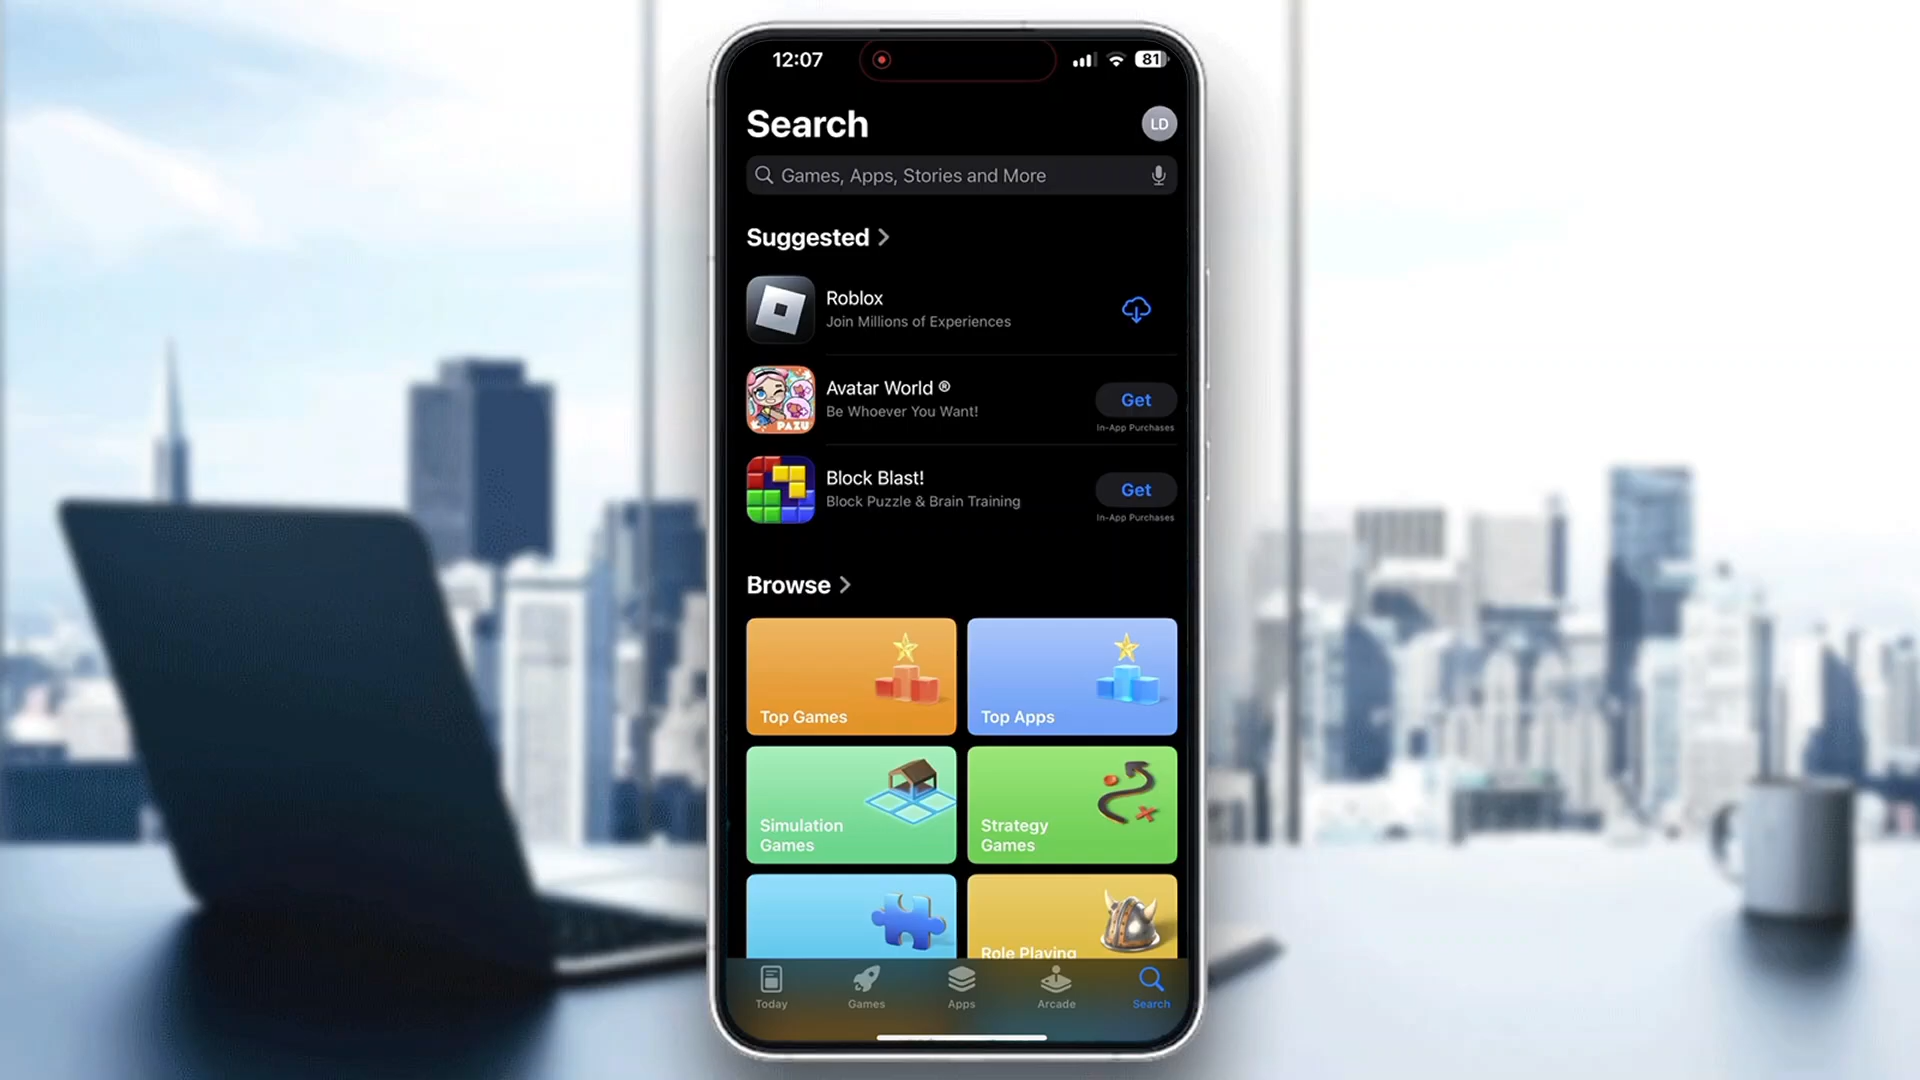 12:07
81
Search
LD
Games, Apps, Stories and More
Suggested
Roblox
Join Millions of Experiences
Avatar World ®
Be Whoever You Want!
Get
In-App Purchases
PAZU
Block Blast!
Block Puzzle & Brain Training
Get
In-App Purchases
Browse
Top Games
Top Apps
Simulation
Games
Strategy
Games
Role Playing
Today
Games
Apps
Arcade
Search